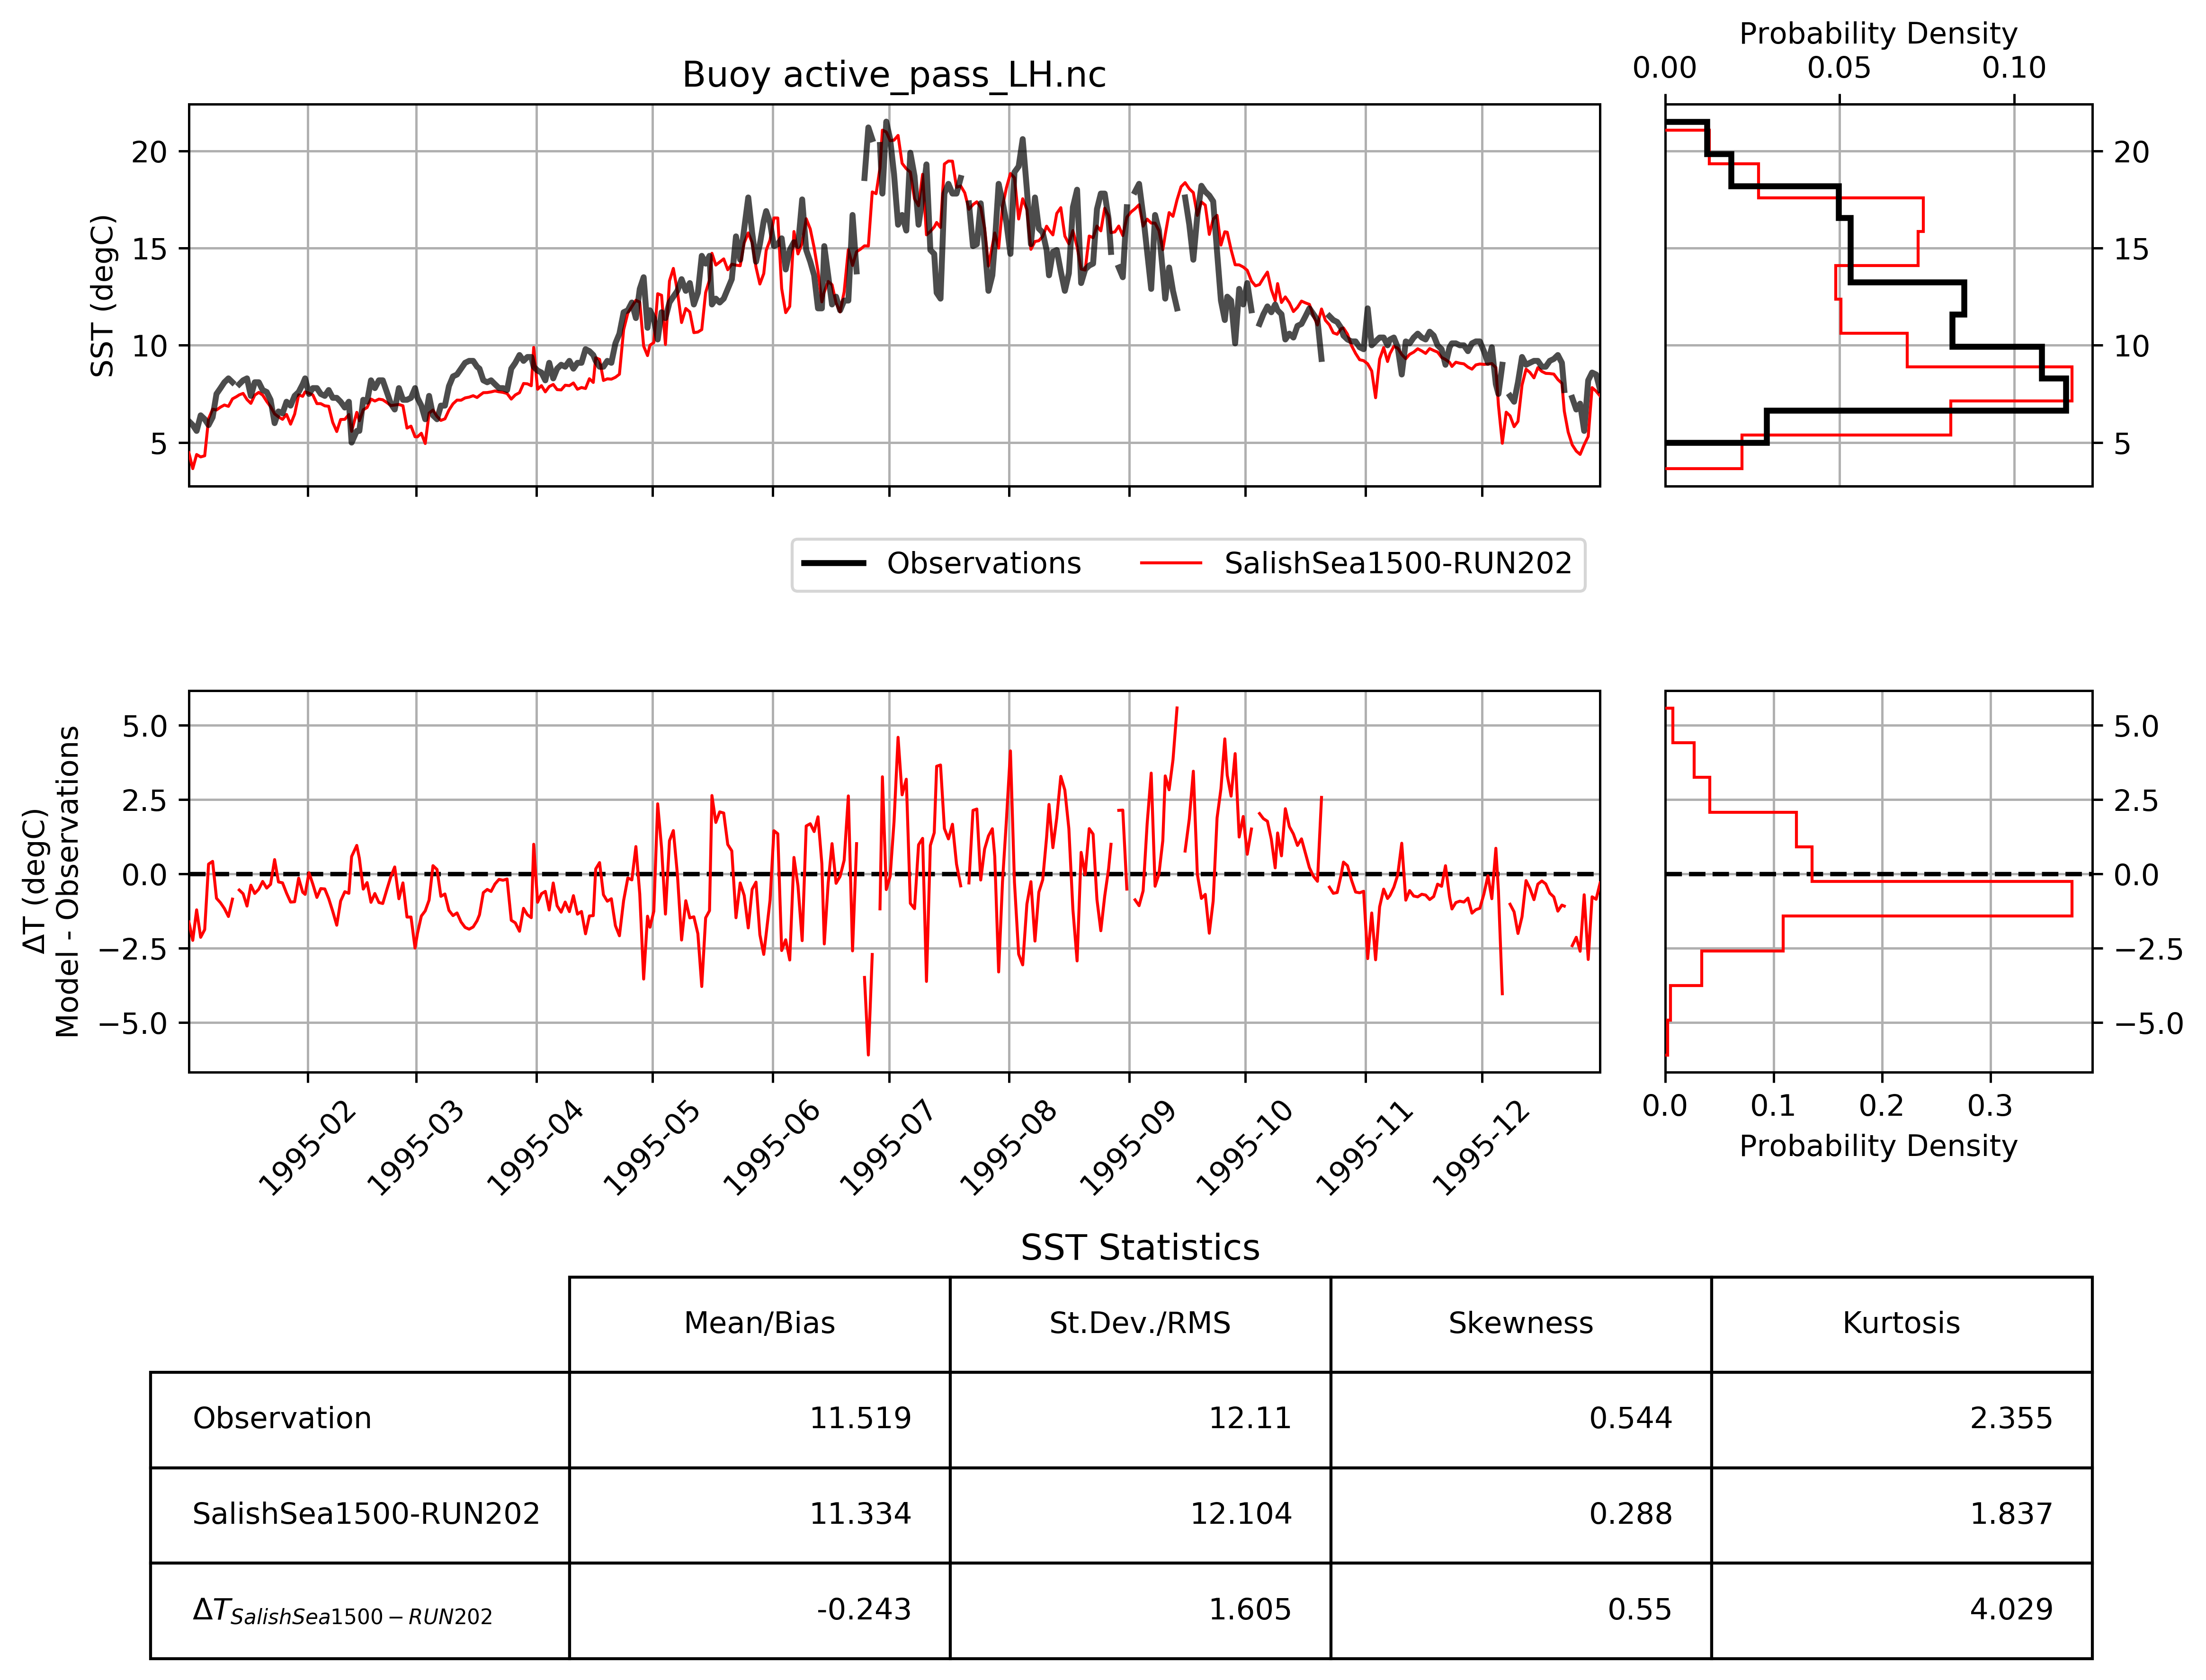 Probability Density
0.00 0.05 0.10
Buoy active_pass_LH.nc
SST (degC)
20 20
15 15
10 10
5 5
Observations SalishSea1500-RUN202
ΔT (degC)
Model - Observations
5.0 5.0
2.5 2.5
0.0 0.0
−2.5 −2.5
−5.0 −5.0
0.0 0.1 0.2 0.3
Probability Density
1995-02 1995-03 1995-04 1995-05 1995-06 1995-07 1995-08 1995-09 1995-10 1995-11 1995-12
SST Statistics
Mean/Bias St.Dev./RMS Skewness Kurtosis
Observation 11.519 12.11 0.544 2.355
SalishSea1500-RUN202 11.334 12.104 0.288 1.837
ΔT SalishSea1500−RUN202 -0.243 1.605 0.55 4.029